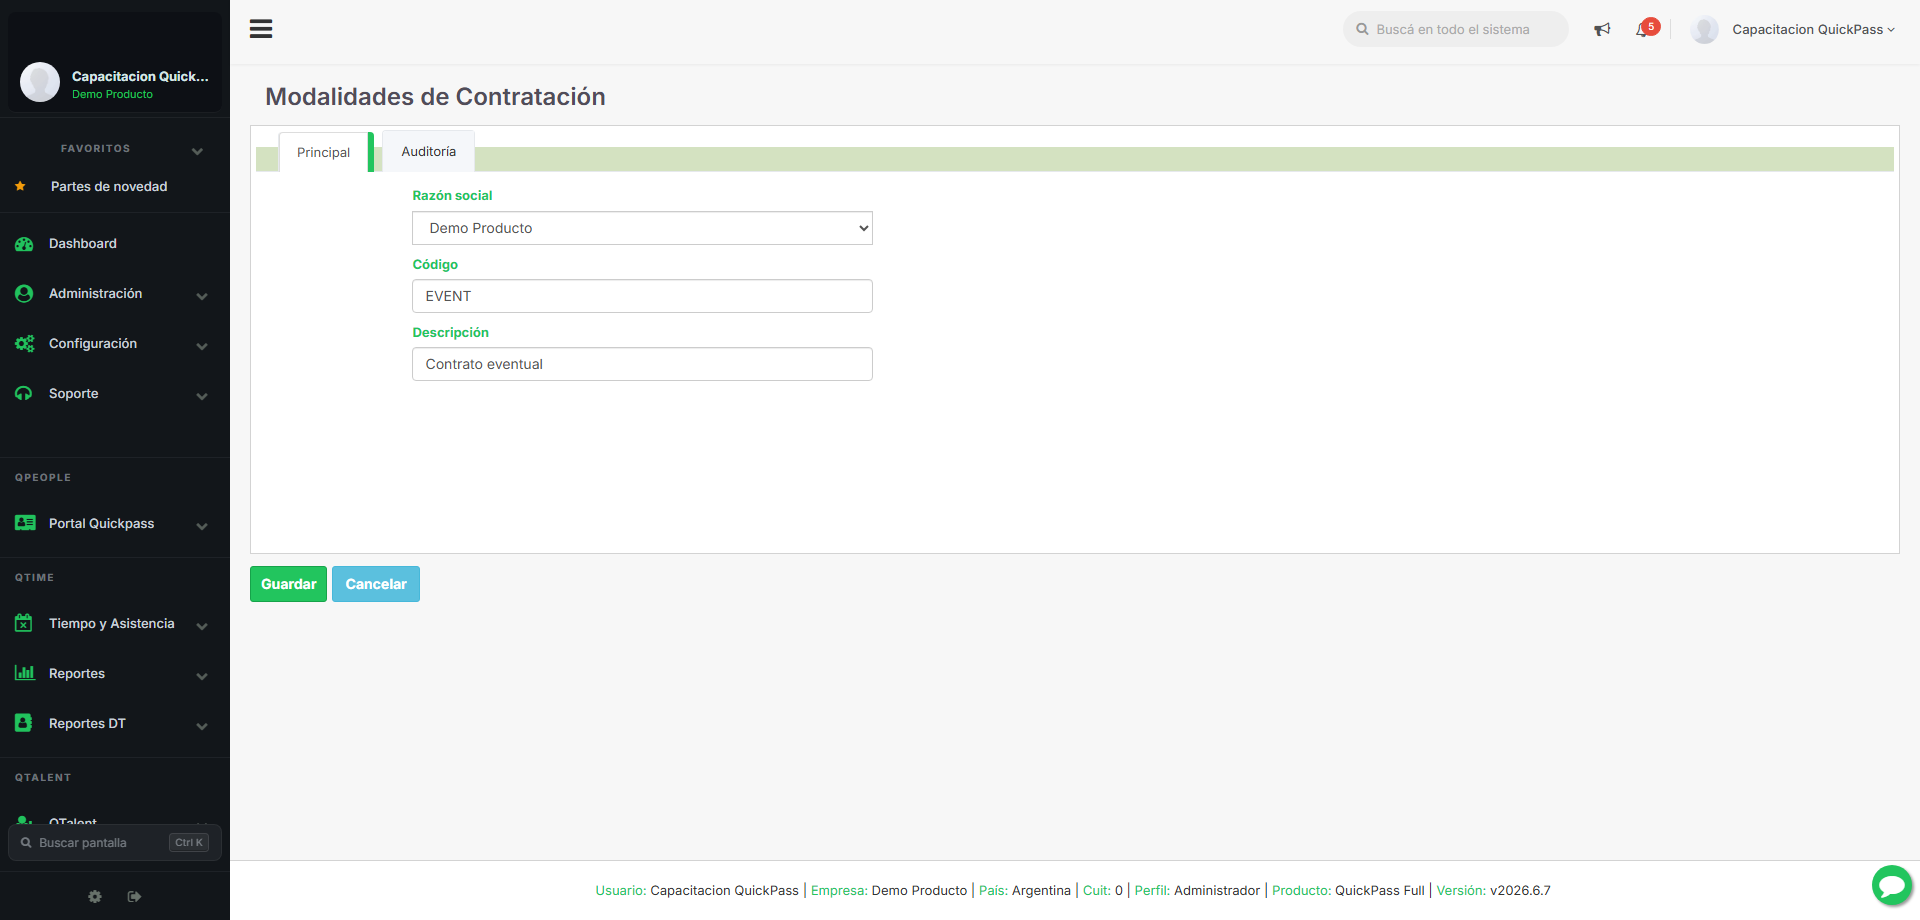 Capacitacion Quick...
Demo Producto
FAVORITOS
Partes de novedad
Dashboard
Administración
Configuración
Soporte
QPEOPLE
Portal Quickpass
QTIME
Tiempo y Asistencia
Reportes
Reportes DT
QTALENT
QTalent
Buscar pantalla
Ctrl K
Buscá en todo el sistema
5
Capacitacion QuickPass
Modalidades de Contratación
Principal
Auditoría
Razón social
Demo Producto
Código
EVENT
Descripción
Contrato eventual
Guardar
Cancelar
Usuario: Capacitacion QuickPass | Empresa: Demo Producto | País: Argentina | Cuit: 0 | Perfil: Administrador | Producto: QuickPass Full | Versión: v2026.6.7